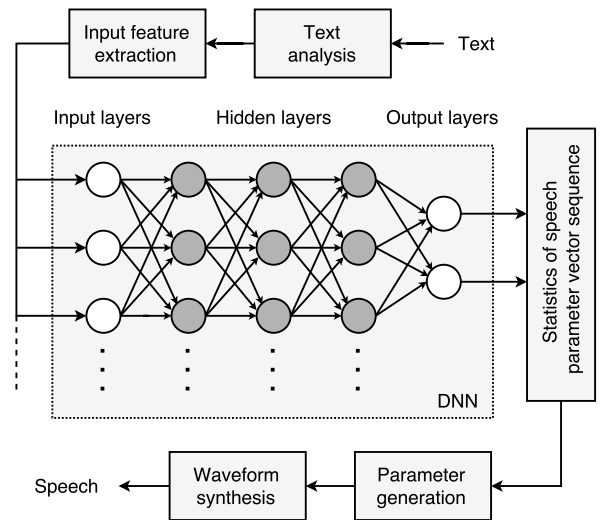 Input feature
extraction
Text
analysis
Text
Input layers
Hidden layers
Output layers
Statistics of speech
parameter vector sequence
DNN
Speech
Waveform
synthesis
Parameter
generation